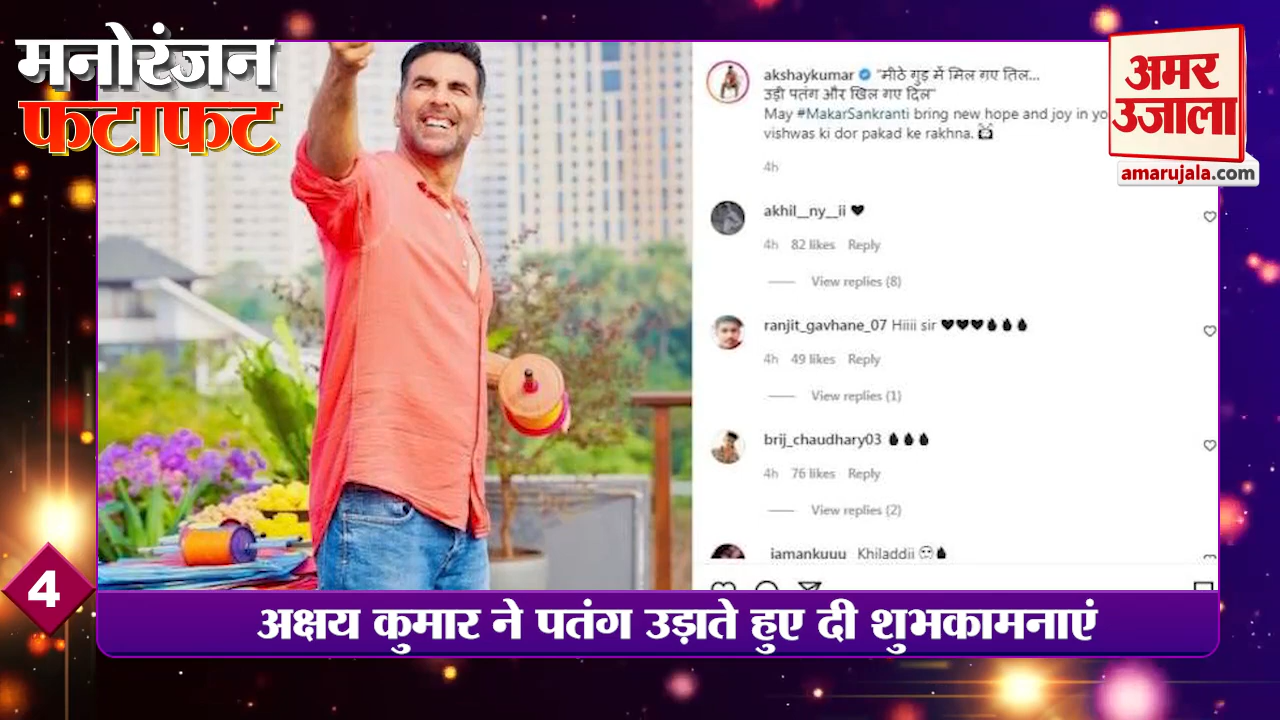 मनोरंजन
फटाफट
अमर
उजाला
amarujala.com
akshaykumar "मीठे गुड़ में मिल गए तिल...
उड़ी पतंग और खिल गए दिल"
May #MakarSankranti bring new hope and joy in yo
vishwas ki dor pakad ke rakhna.
4h
akhil__ny__ii
4h 82 likes Reply
View replies (8)
ranjit_gavhane_07 Hiiii sir
4h 49 likes Reply
View replies (1)
brij_chaudhary03
4h 76 likes Reply
View replies (2)
iamankuuu Khiladdii
4
अक्षय कुमार ने पतंग उड़ाते हुए दी शुभकामनाएं